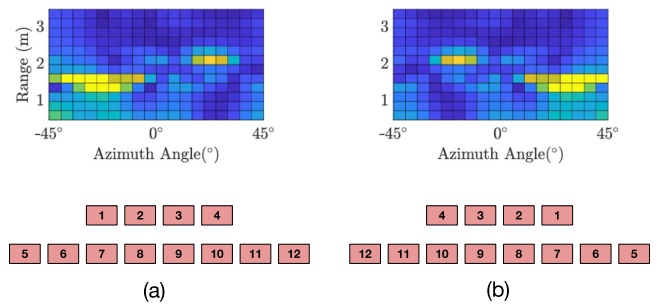 3
2
1
Range (m)
-45° 0° 45°
Azimuth Angle(°)
1 2 3 4
5 6 7 8 9 10 11 12
(a)
3
2
1
-45° 0° 45°
Azimuth Angle(°)
4 3 2 1
12 11 10 9 8 7 6 5
(b)